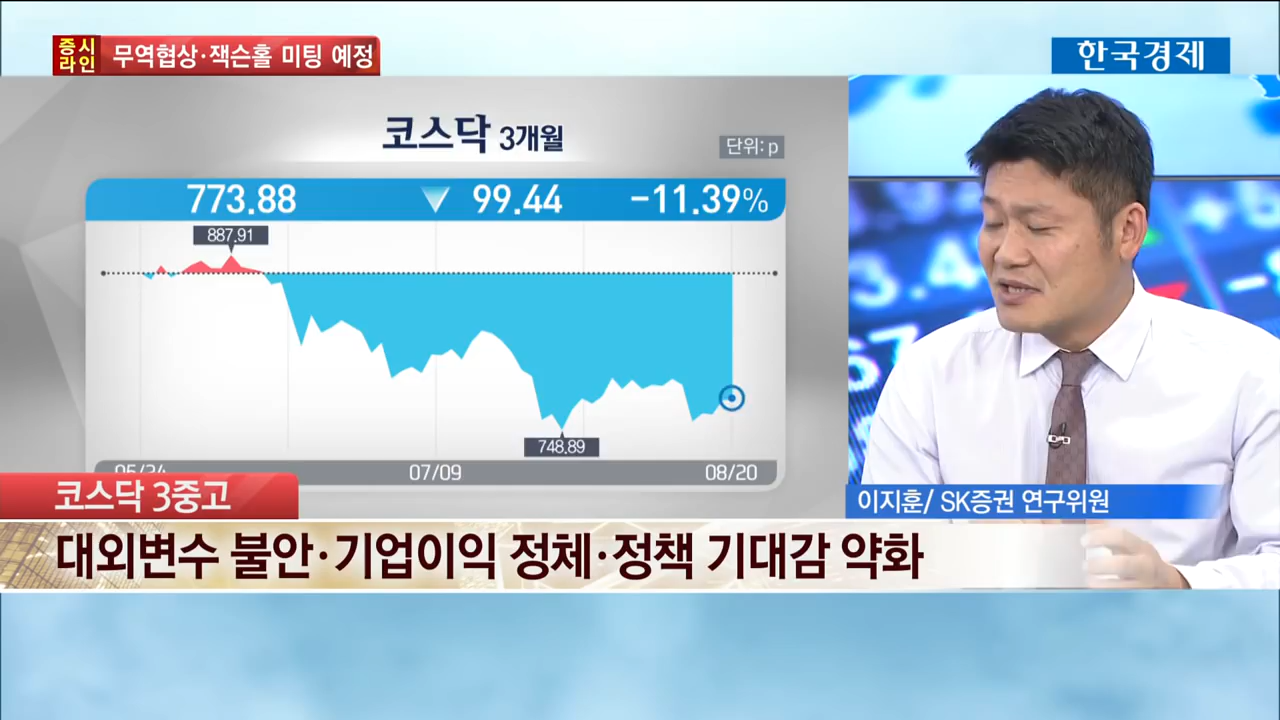 증시
라인
무역협상·잭슨홀 미팅 예정
한국경제
코스닥 3개월
단위:p
773.88 ▼ 99.44 -11.39%
887.91
748.89
07/09 08/20
코스닥 3중고
이지훈/ SK증권 연구위원
대외변수 불안·기업이익 정체·정책 기대감 약화